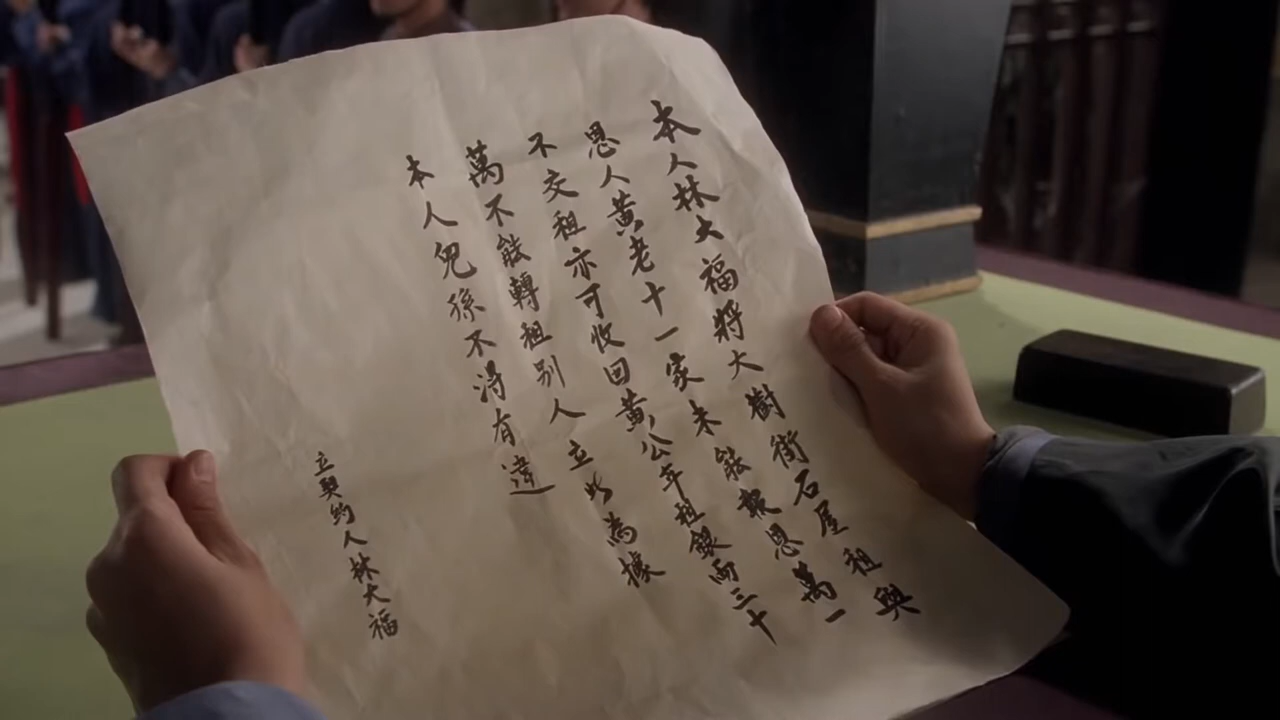 本人林大福將大樹街石屋租與
恩人黃老十一家未能報恩萬一
不交租亦可收回黃公年租銀兩三十
萬不能轉租别人立此為據
本人兒孫不得有違
立契約人林大福